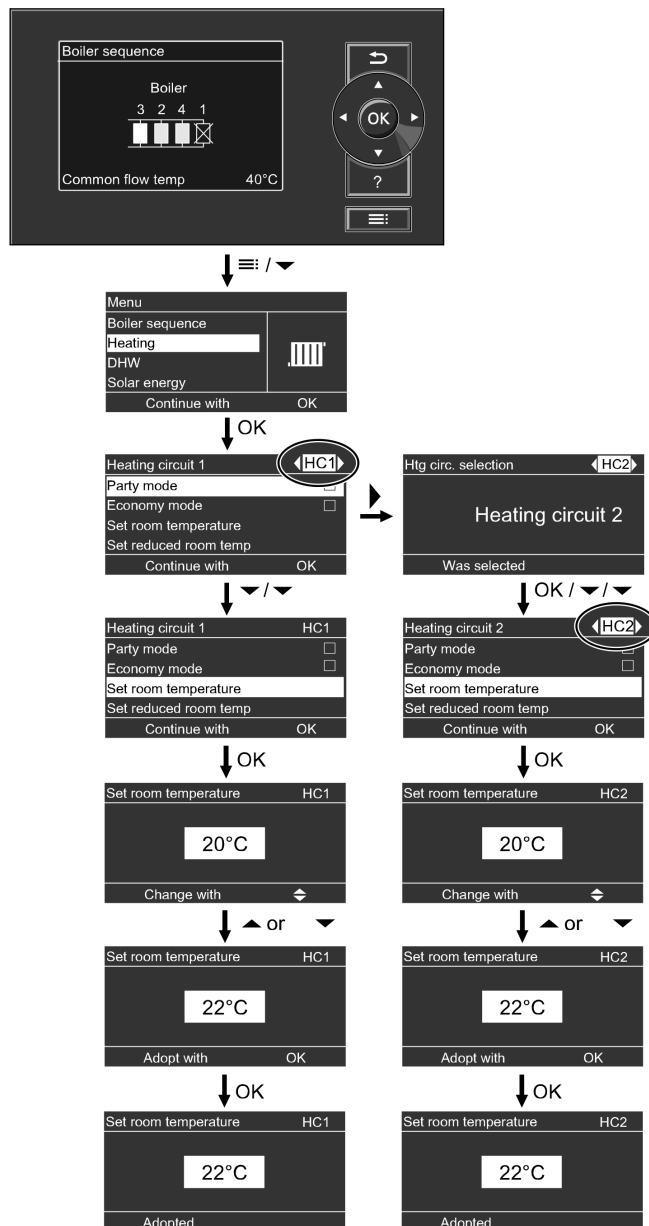 Boiler sequence
Boiler
3 2 4 1
Common flow temp 40°C
OK
?
/
Menu
Boiler sequence
Heating
DHW
Solar energy
Continue with OK
OK
Heating circuit 1 HC1
Party mode
Economy mode
Set room temperature
Set reduced room temp
Continue with OK
Htg circ. selection HC2
Heating circuit 2
Was selected
/
OK / /
Heating circuit 1 HC1
Party mode
Economy mode
Set room temperature
Set reduced room temp
Continue with OK
Heating circuit 2 HC2
Party mode
Economy mode
Set room temperature
Set reduced room temp
Continue with OK
OK
OK
Set room temperature HC1
20°C
Change with
Set room temperature HC2
20°C
Change with
or
or
Set room temperature HC1
22°C
Adopt with OK
Set room temperature HC2
22°C
Adopt with OK
OK
OK
Set room temperature HC1
22°C
Adopted
Set room temperature HC2
22°C
Adopted